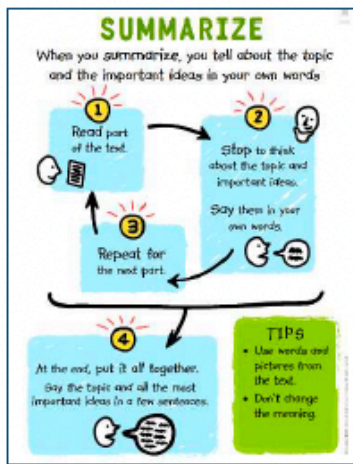 SUMMARIZE
When you summarize, you tell about the topic
and the important ideas in your own words
1
Read part
of the text.
2
Stop to think
about the topic and
important ideas.
Say them in your
own words.
3
Repeat for
the next part.
4
At the end, put it all together.
Say the topic and all the most
important ideas in a few sentences.
TIPS
• Use words and
pictures from
the text.
• Don't change
the meaning.